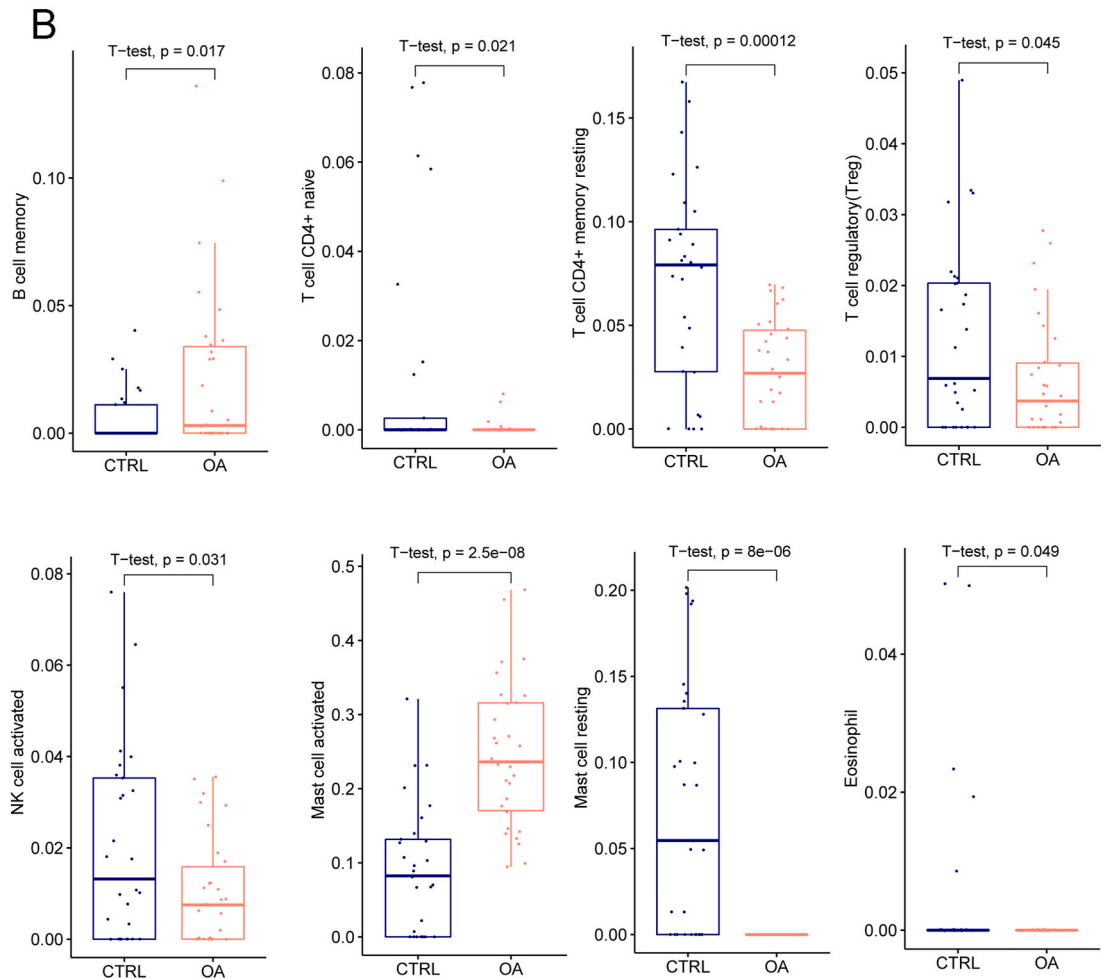 B
T-test, p = 0.017
B cell memory
0.10
0.05
0.00
CTRL OA
T-test, p = 0.021
T cell CD4+ naive
0.08
0.06
0.04
0.02
0.00
CTRL OA
T-test, p = 0.00012
T cell CD4+ memory resting
0.15
0.10
0.05
0.00
CTRL OA
T-test, p = 0.045
T cell regulatory(Treg)
0.05
0.04
0.03
0.02
0.01
0.00
CTRL OA
T-test, p = 0.031
NK cell activated
0.08
0.06
0.04
0.02
0.00
CTRL OA
T-test, p = 2.5e-08
Mast cell activated
0.5
0.4
0.3
0.2
0.1
0.0
CTRL OA
T-test, p = 8e-06
Mast cell resting
0.20
0.15
0.10
0.05
0.00
CTRL OA
T-test, p = 0.049
Eosinophil
0.04
0.02
0.00
CTRL OA